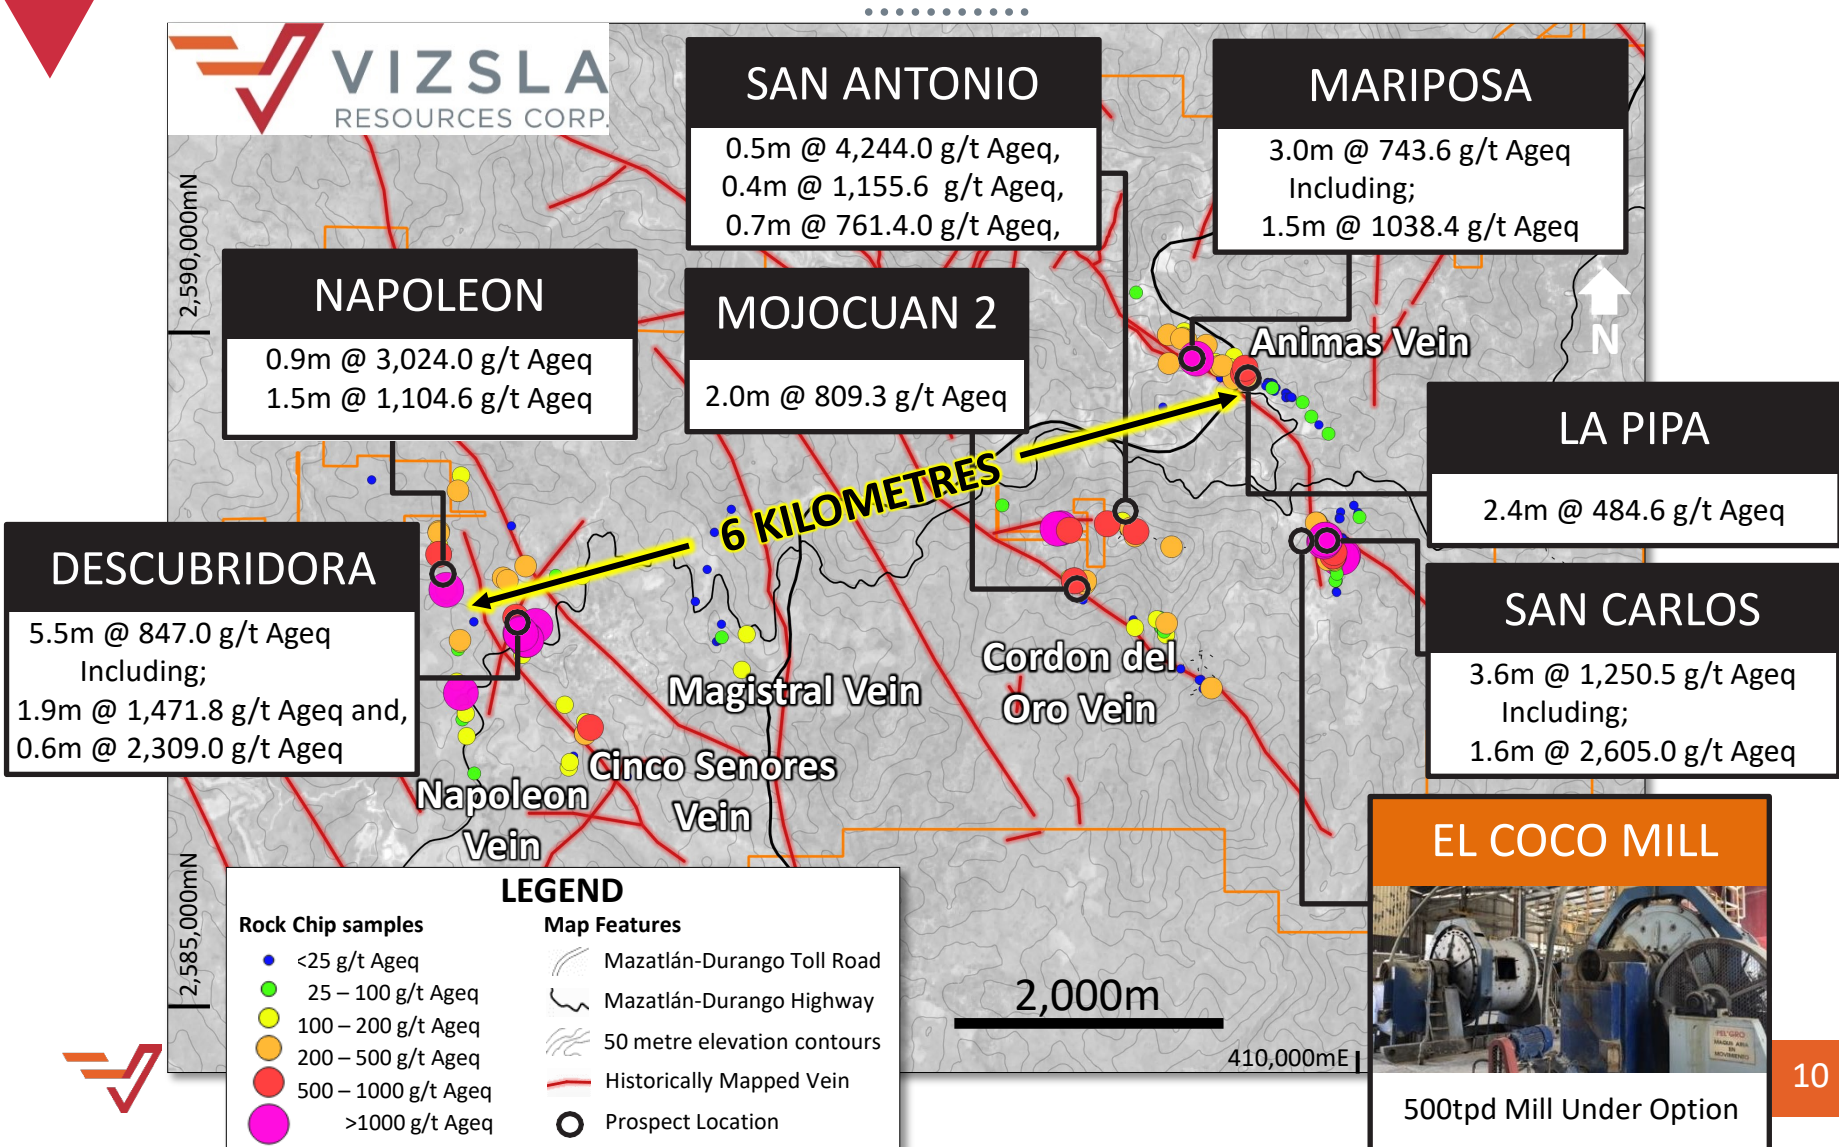 VIZSLA
RESOURCES CORP.
SAN ANTONIO
0.5m @ 4,244.0 g/t Ageq,
0.4m @ 1,155.6 g/t Ageq,
0.7m @ 761.4.0 g/t Ageq,
MARIPOSA
3.0m @ 743.6 g/t Ageq
Including;
1.5m @ 1038.4 g/t Ageq
2,590,000mN
NAPOLEON
0.9m @ 3,024.0 g/t Ageq
1.5m @ 1,104.6 g/t Ageq
MOJOCUAN 2
2.0m @ 809.3 g/t Ageq
N
Animas Vein
LA PIPA
2.4m @ 484.6 g/t Ageq
6 KILOMETRES
DESCUBRIDORA
5.5m @ 847.0 g/t Ageq
Including;
1.9m @ 1,471.8 g/t Ageq and,
0.6m @ 2,309.0 g/t Ageq
SAN CARLOS
3.6m @ 1,250.5 g/t Ageq
Including;
1.6m @ 2,605.0 g/t Ageq
Cordon del
Oro Vein
Magistral Vein
Cinco Senores
Vein
Napoleon
Vein
EL COCO MILL
PELIGRO
MAQUINARIA
EN
MOVIMIENTO
500tpd Mill Under Option
2,585,000mN
LEGEND
Rock Chip samples
<25 g/t Ageq
25 – 100 g/t Ageq
100 – 200 g/t Ageq
200 – 500 g/t Ageq
500 – 1000 g/t Ageq
>1000 g/t Ageq
Map Features
Mazatlán-Durango Toll Road
Mazatlán-Durango Highway
50 metre elevation contours
Historically Mapped Vein
Prospect Location
2,000m
410,000mE
10